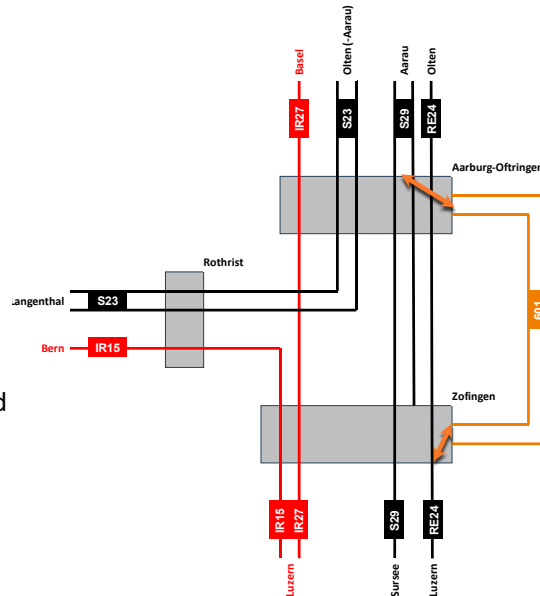 Basel
Olten (-Aarau)
Aarau
Olten
IR27
S23
S29
RE24
Aarburg-Oftringen
Rothrist
Langenthal
S23
601
Bern
IR15
Zofingen
d
IR15
IR27
S29
RE24
Luzern
Sursee
Luzern